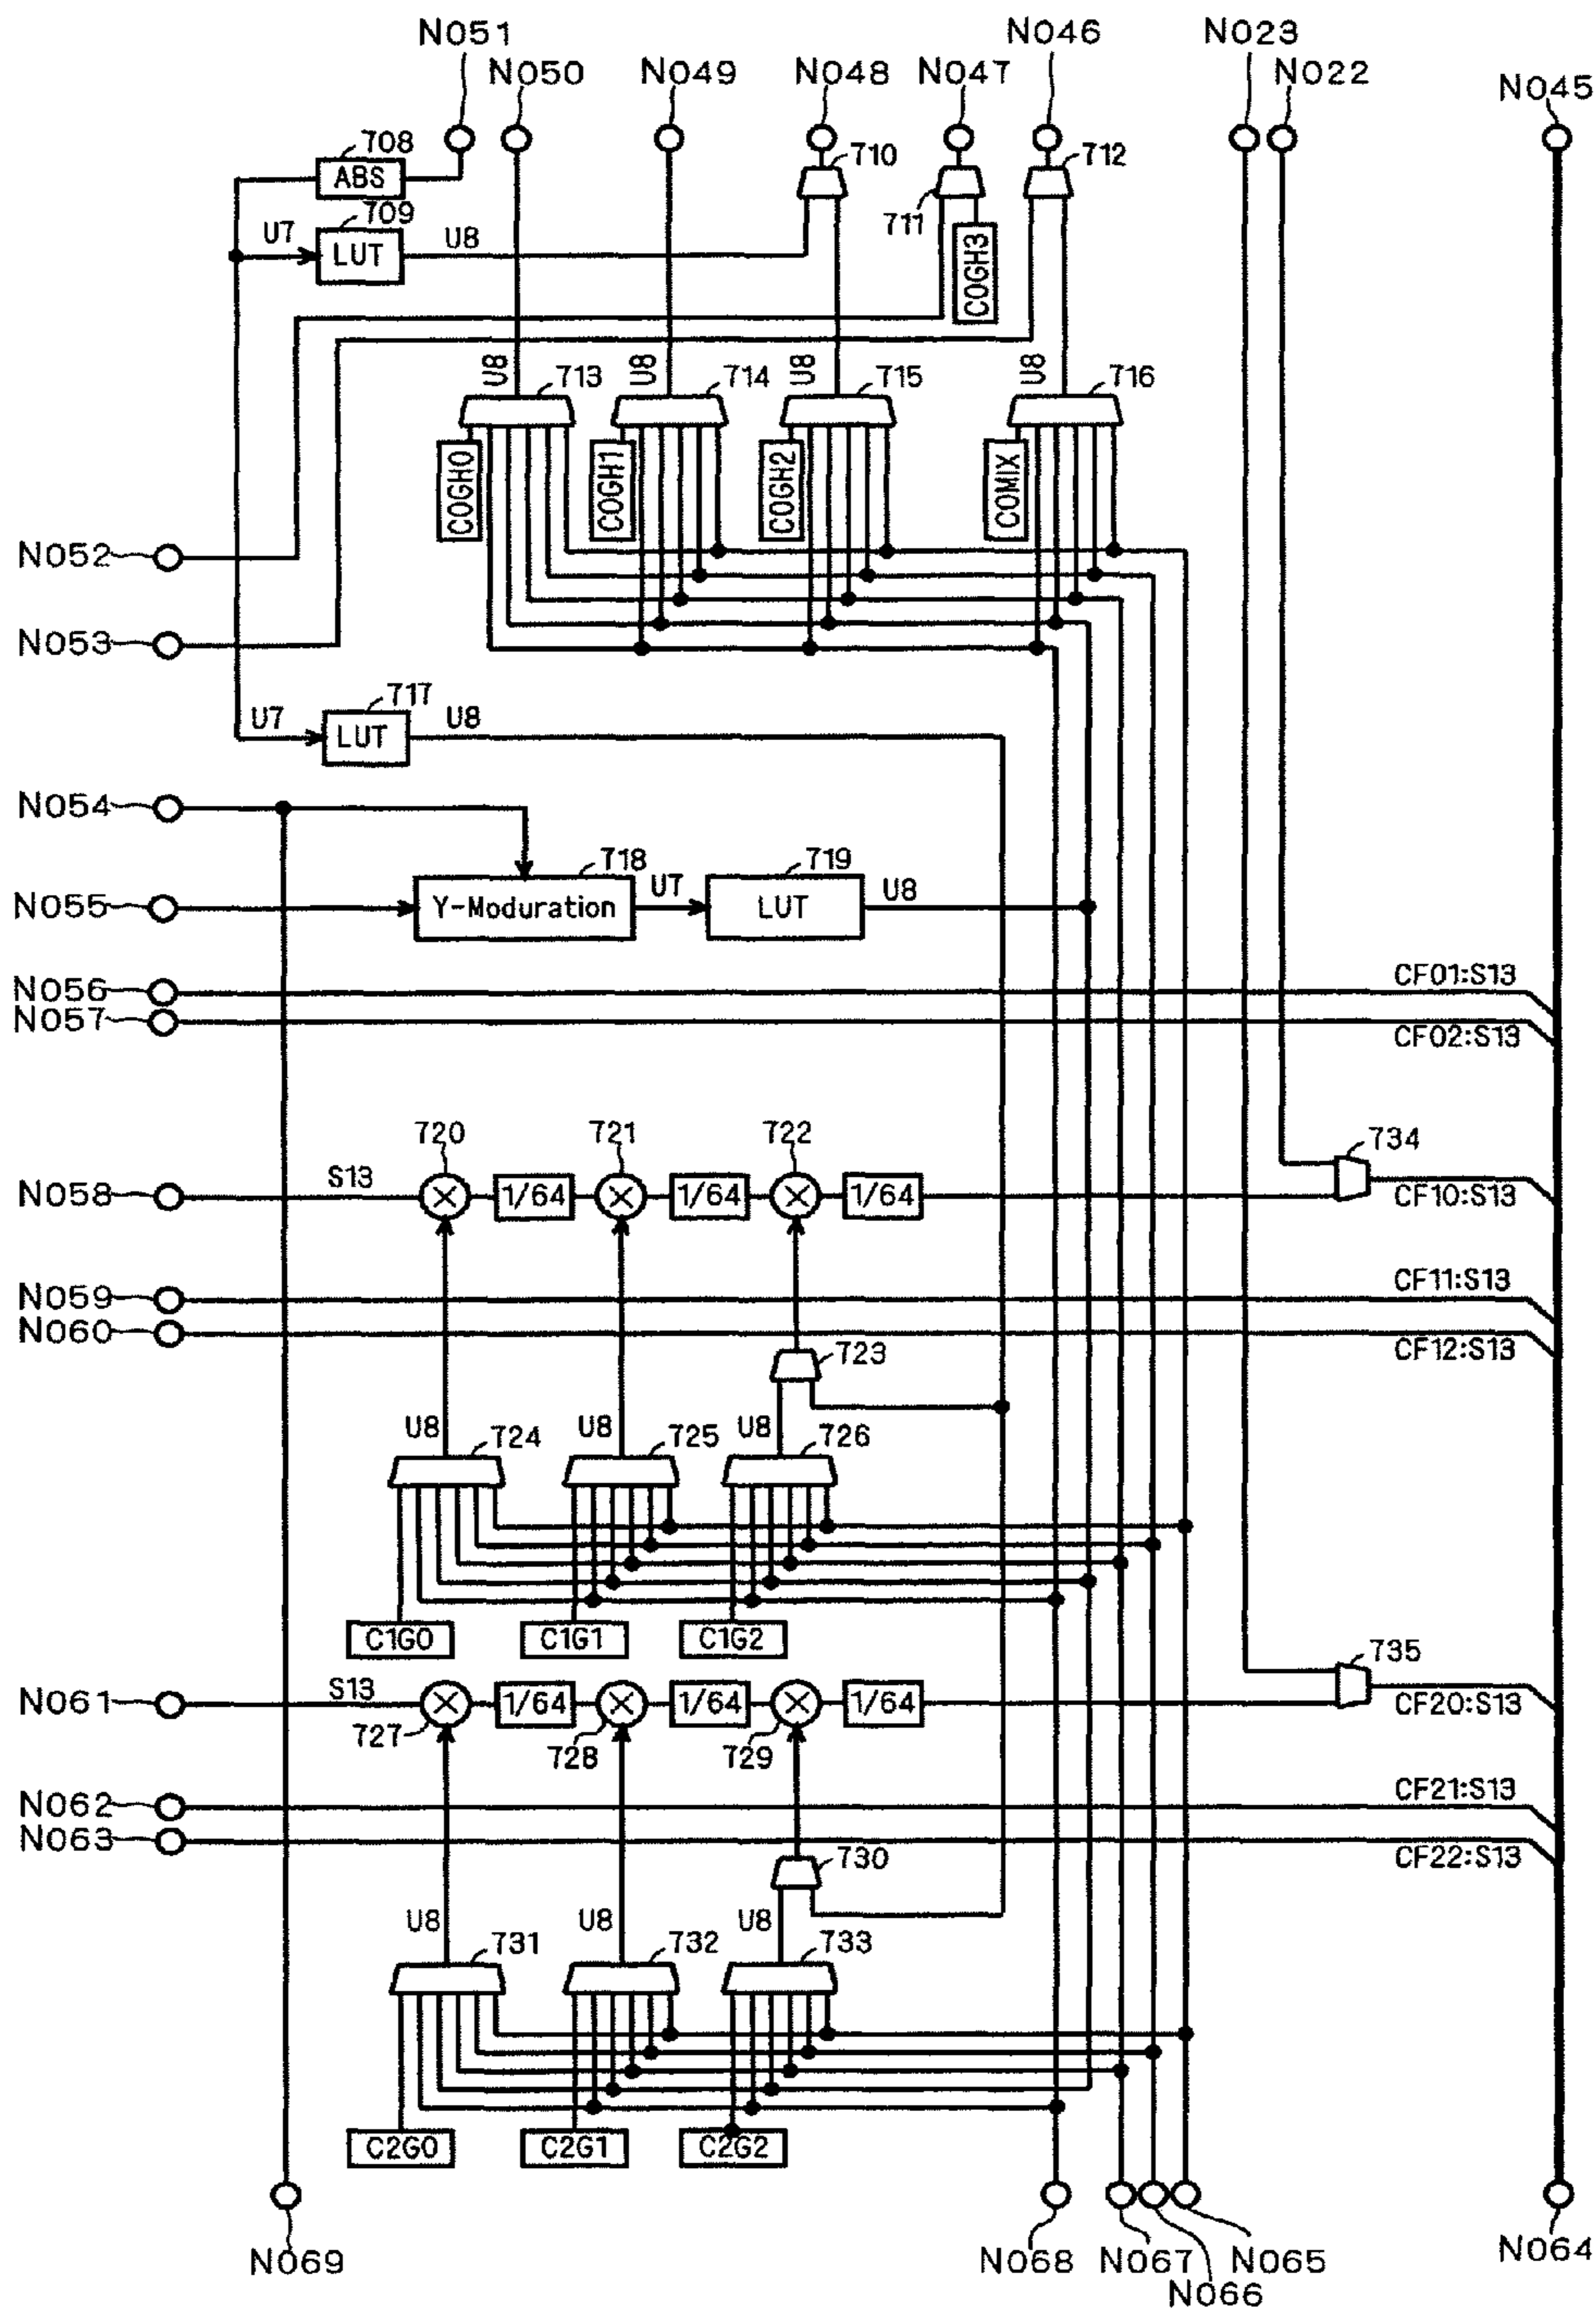 N051
N046
N023
N050
N049
N048
N047
N022
N045
708
710
712
ABS
709
711
U7
LUT
U8
COGH3
U8
713
U8
714
U8
715
U8
716
COGH0
COGH1
COGH2
COMIX
N052
N053
717
U7
LUT
U8
N054
718
719
N055
Y-Moduration
U7
LUT
U8
N056
CF01:S13
N057
CF02:S13
720
721
722
734
N058
S13
1/64
1/64
1/64
CF10:S13
N059
CF11:S13
N060
CF12:S13
723
U8
724
U8
725
U8
726
C1G0
C1G1
C1G2
735
N061
S13
1/64
1/64
1/64
CF20:S13
727
728
729
N062
CF21:S13
N063
CF22:S13
730
U8
731
U8
732
U8
733
C2G0
C2G1
C2G2
N069
N068
N067
N065
N064
N066